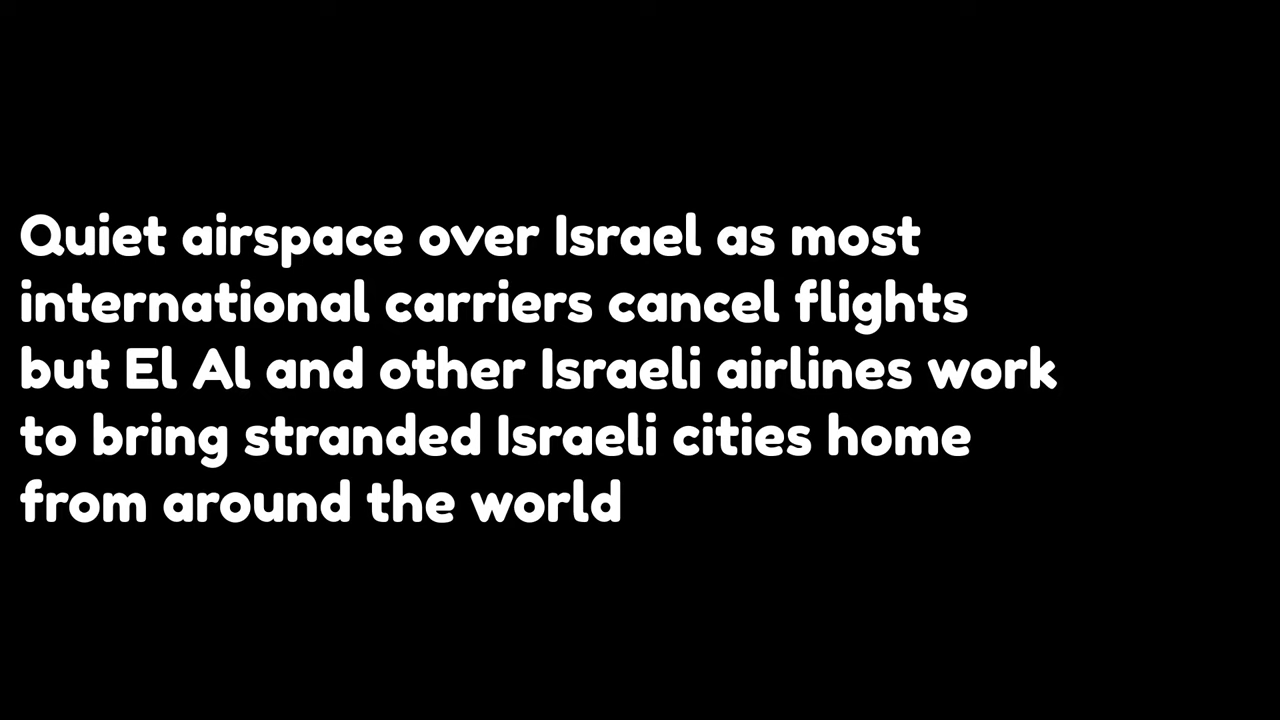 Quiet airspace over Israel as most
international carriers cancel flights
but El Al and other Israeli airlines work
to bring stranded Israeli cities home
from around the world